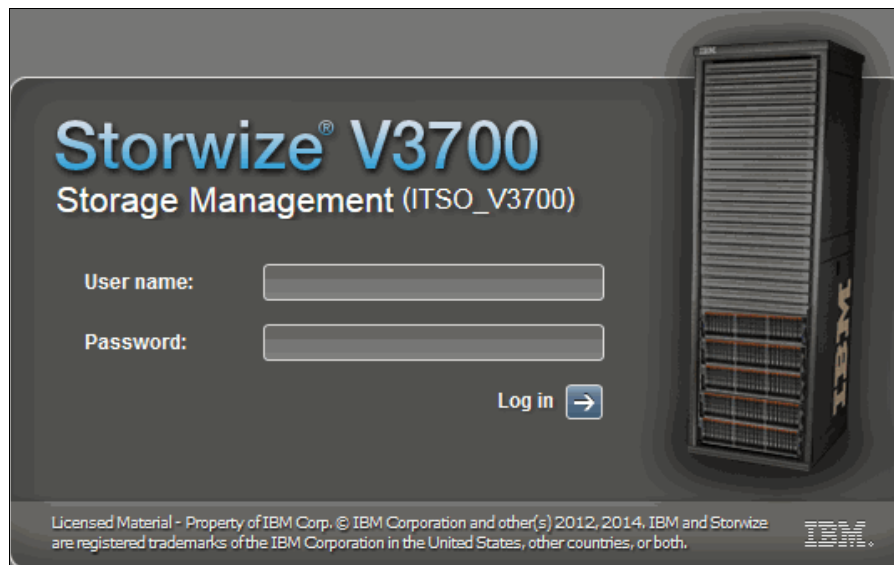 IBM
Storwize® V3700
Storage Management (ITSO_V3700)
User name:
Password:
Log in
IBM
Licensed Material - Property of IBM Corp. © IBM Corporation and other(s) 2012, 2014. IBM and Storwize
are registered trademarks of the IBM Corporation in the United States, other countries, or both.
IBM®